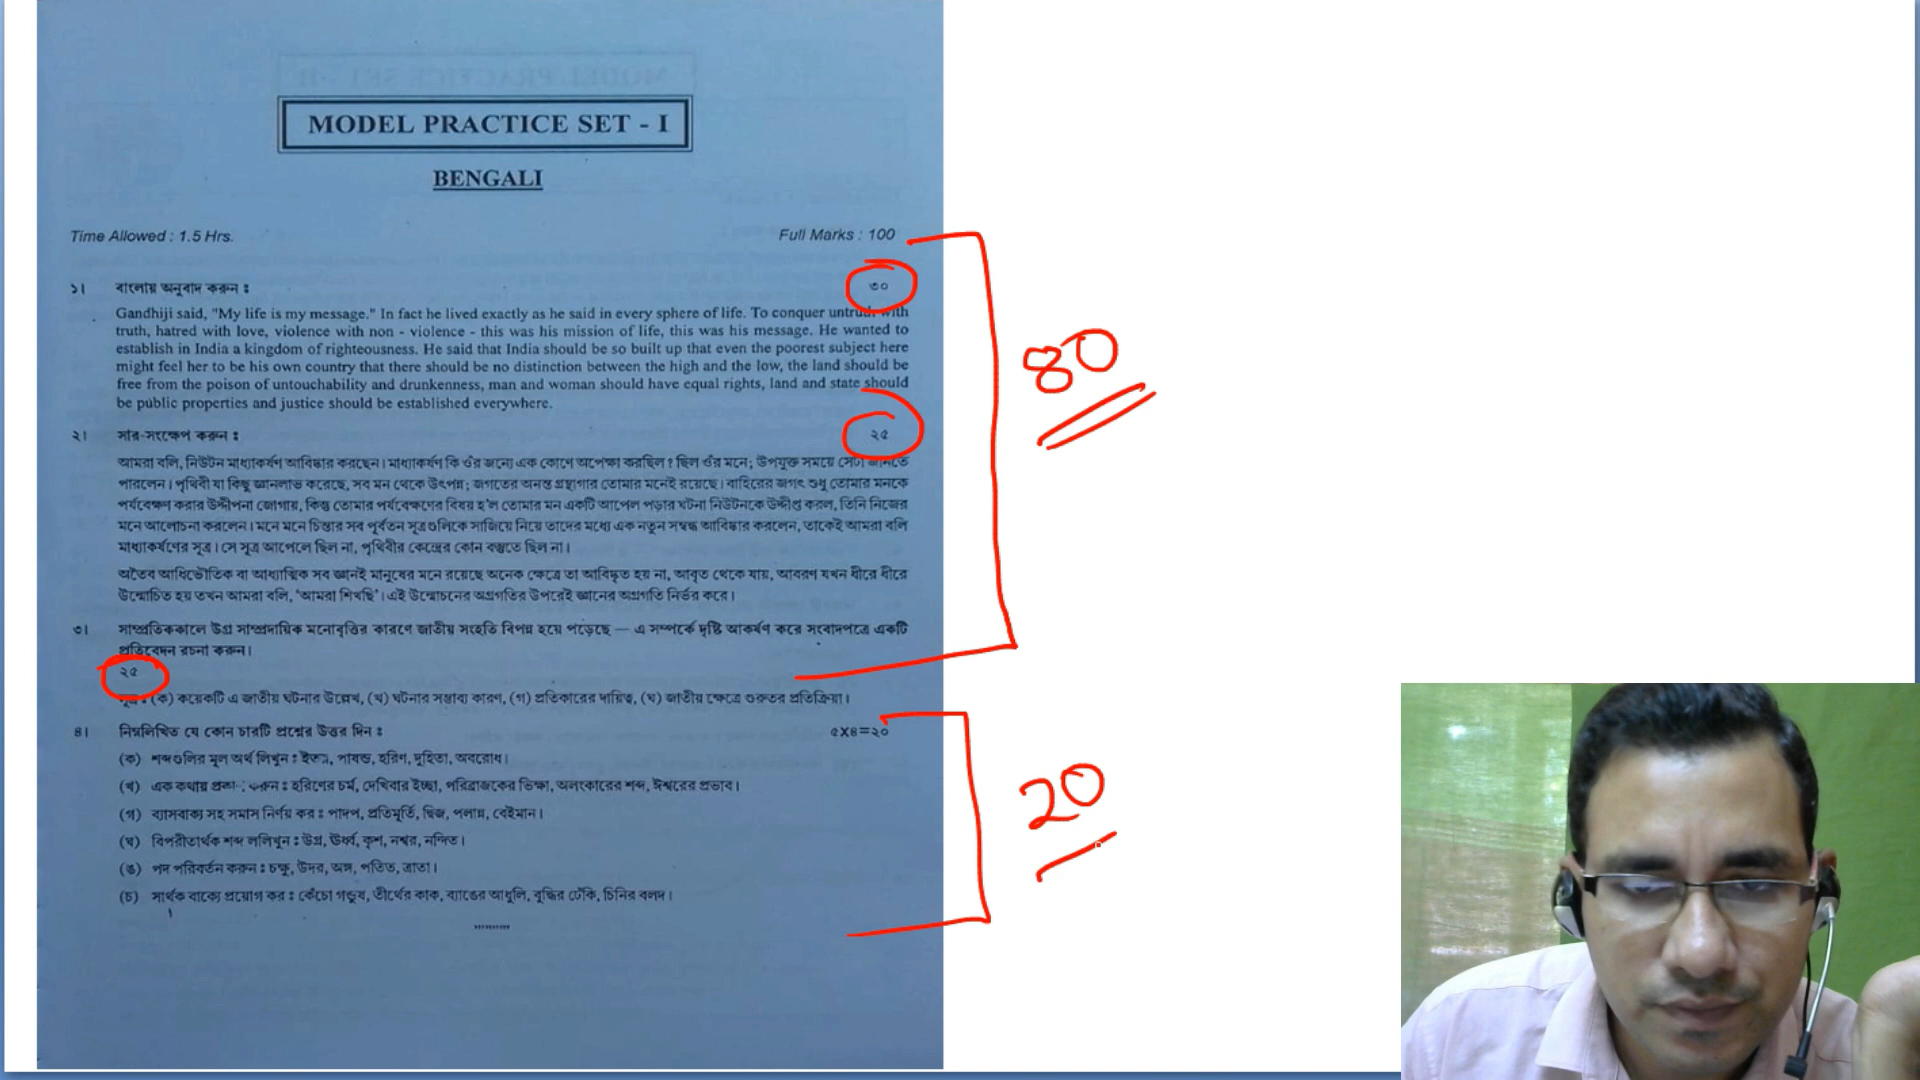 MODEL PRACTICE SET - I
BENGALI
Time Allowed : 1.5 Hrs.
Full Marks : 100
১। বাংলায় অনুবাদ করুন ঃ ৩০
Gandhiji said, "My life is my message." In fact he lived exactly as he said in every sphere of life. To conquer untruth with
truth, hatred with love, violence with non - violence - this was his mission of life, this was his message. He wanted to
establish in India a kingdom of righteousness. He said that India should be so built up that even the poorest subject here
might feel her to be his own country that there should be no distinction between the high and the low, the land should be
free from the poison of untouchability and drunkenness, man and woman should have equal rights, land and state should
be public properties and justice should be established everywhere.
২। সার-সংক্ষেপ করুন ঃ ২৫
আমরা বলি, নিউটন মাধ্যাকর্ষণ আবিষ্কার করছেন। মাধ্যাকর্ষণ কি ওঁর জন্যে এক কোণে অপেক্ষা করছিল ? ছিল ওঁর মনে; উপযুক্ত সময়ে সেটা জানতে
পারলেন। পৃথিবী যা কিছু জ্ঞানলাভ করেছে, সব মন থেকে উৎপন্ন; জগতের অনন্ত গ্রন্থাগার তোমার মনেই রয়েছে। বাহিরের জগৎ শুধু তোমার মনকে
পর্যবেক্ষণ করার উদ্দীপনা জোগায়, কিন্তু তোমার পর্যবেক্ষণের বিষয় হ'ল তোমার মন একটি আপেল পড়ার ঘটনা নিউটনকে উদ্দীপ্ত করল, তিনি নিজের
মনে আলোচনা করলেন। মনে মনে চিন্তার সব পূর্বতন সূত্রগুলিকে সাজিয়ে নিয়ে তাদের মধ্যে এক নতুন সম্বন্ধ আবিষ্কার করলেন, তাকেই আমরা বলি
মাধ্যাকর্ষণের সূত্র। সে সূত্র আপেলে ছিল না, পৃথিবীর কেন্দ্রের কোন বস্তুতে ছিল না।
অতৈব আধিভৌতিক বা আধ্যাত্মিক সব জ্ঞানই মানুষের মনে রয়েছে অনেক ক্ষেত্রে তা আবিষ্কৃত হয় না, আবৃত থেকে যায়, আবরণ যখন ধীরে ধীরে
উন্মোচিত হয় তখন আমরা বলি, 'আমরা শিখছি'। এই উন্মোচনের অগ্রগতির উপরেই জ্ঞানের অগ্রগতি নির্ভর করে।
৩। সাম্প্রতিককালে উগ্র সাম্প্রদায়িক মনোবৃত্তির কারণে জাতীয় সংহতি বিপন্ন হয়ে পড়েছে — এ সম্পর্কে দৃষ্টি আকর্ষণ করে সংবাদপত্রে একটি
প্রতিবেদন রচনা করুন।
২৫
(ক) কয়েকটি এ জাতীয় ঘটনার উল্লেখ, (খ) ঘটনার সম্ভাব্য কারণ, (গ) প্রতিকারের দায়িত্ব, (ঘ) জাতীয় ক্ষেত্রে গুরুতর প্রতিক্রিয়া।
৪। নিম্নলিখিত যে কোন চারটি প্রশ্নের উত্তর দিন ঃ ৫X৪=২০
(ক) শব্দগুলির মূল অর্থ লিখুন ঃ পাষন্ড, হরিণ, দুহিতা, অবরোধ।
(খ) এক কথায় করুন ঃ হরিণের চর্ম, দেখিবার ইচ্ছা, পরিব্রাজকের ভিক্ষা, অলংকারের শব্দ, ঈশ্বরের প্রভাব।
(গ) ব্যাসবাক্য সহ সমাস নির্ণয় কর ঃ পাদপ, প্রতিমূর্তি, দ্বিজ, পলান্ন, বেইমান।
(ঘ) বিপরীতার্থক শব্দ ললিখুন ঃ উগ্র, ঊর্ধ্ব, কৃশ, নশ্বর, নন্দিত।
(ঙ) পদ পরিবর্তন করুন ঃ চক্ষু, উদর, অঙ্গ, পতিত, ত্রাতা।
(চ) সার্থক বাক্যে প্রয়োগ কর ঃ কেঁচো গন্ডুষ, তীর্থের কাক, ব্যাঙের আধুলি, বুদ্ধির ঢেঁকি, চিনির বলদ।
80
20